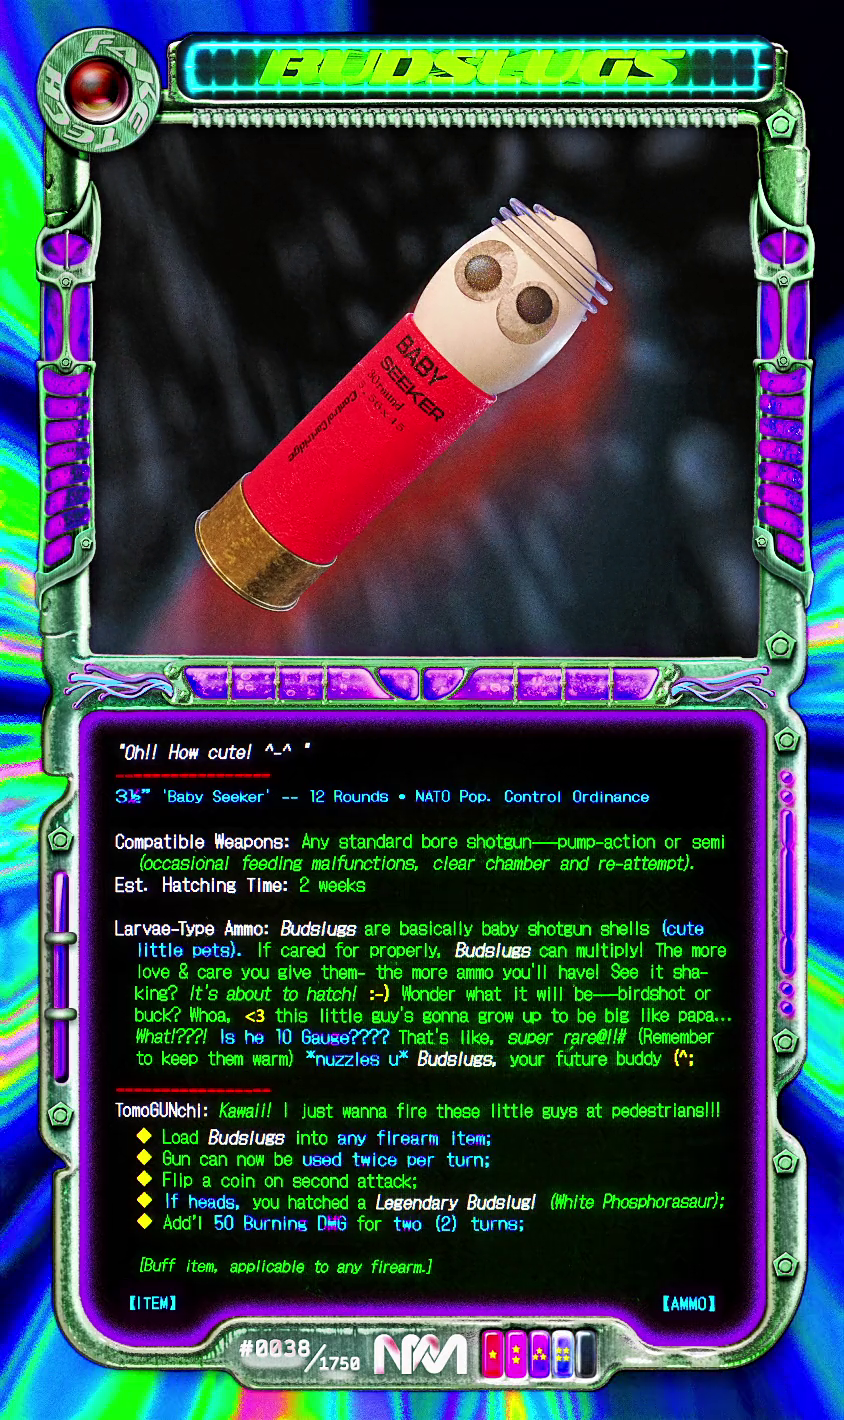 FAKE TECH
BUDSLUGS
BABY
SEEKER
Control Cartridge
"Oh!! How cute! ^-^ "
3½” 'Baby Seeker' -- 12 Rounds • NATO Pop. Control Ordinance
Compatible Weapons: Any standard bore shotgun——pump-action or semi
(occasional feeding malfunctions, clear chamber and re-attempt).
Est. Hatching Time: 2 weeks
Larvae-Type Ammo: Budslugs are basically baby shotgun shells (cute
little pets). If cared for properly, Budslugs can multiply! The more
love & care you give them- the more ammo you'll have! See it sha-
king? It's about to hatch! :-) Wonder what it will be——birdshot or
buck? Whoa, <3 this little guy's gonna grow up to be big like papa...
What!???! Is he 10 Gauge???? That's like, super rare@!!# (Remember
to keep them warm) *nuzzles u* Budslugs, your future buddy (^;
TomoGUNchi: Kawaii! I just wanna fire these little guys at pedestrians!!!
◆ Load Budslugs into any firearm item;
◆ Gun can now be used twice per turn;
◆ Flip a coin on second attack;
◆ If heads, you hatched a Legendary Budslug! (White Phosphorasaur);
◆ Add'l 50 Burning DMG for two (2) turns;
[Buff item, applicable to any firearm.]
【ITEM】 【AMMO】
#0038/1750